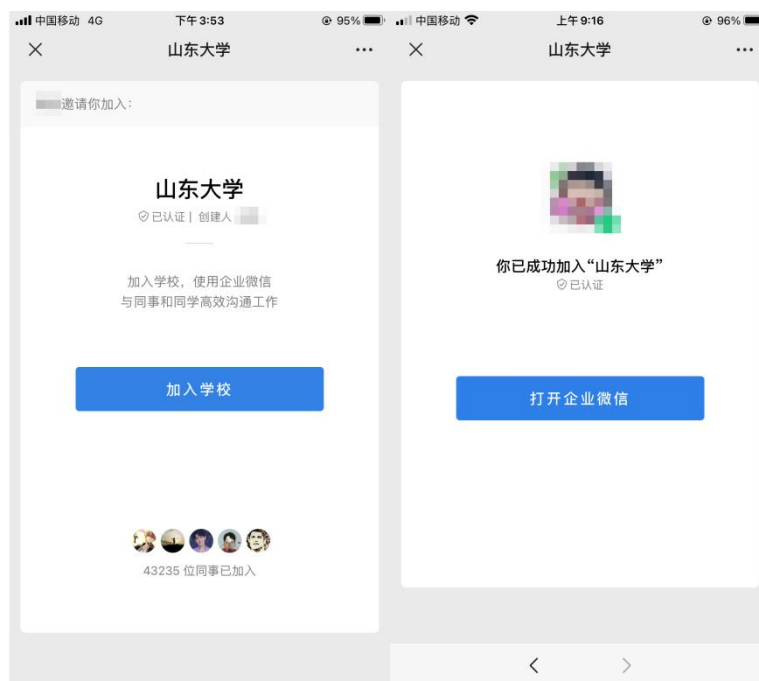 中国移动 4G 下午3:53 95%
山东大学
邀请你加入:
山东大学
已认证 | 创建人
加入学校，使用企业微信
与同事和同学高效沟通工作
加入学校
43235 位同事已加入
中国移动 上午9:16 96%
山东大学
你已成功加入“山东大学”
已认证
打开企业微信